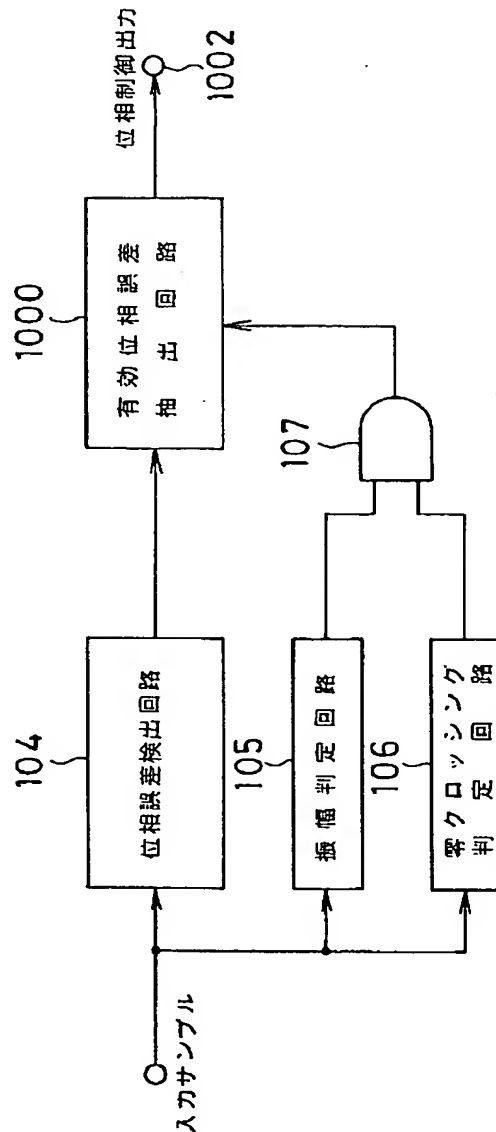 入力サンプル
104
位相誤差検出回路
105
振幅判定回路
106
零クロッシング
判定回路
107
1000
有効位相誤差
抽出回路
位相制御出力
1002